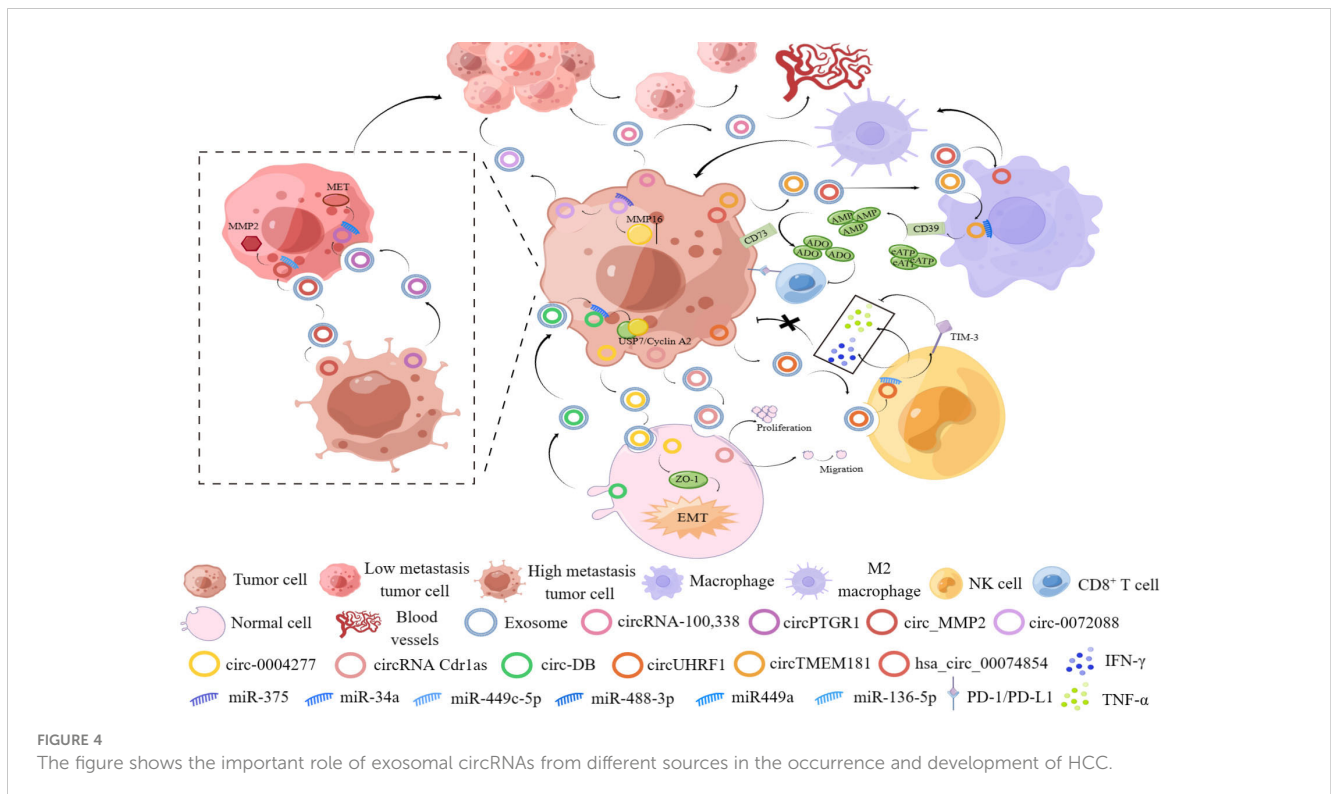 MET
MMP2
MMP16
CD73
AMP
AMP
AMP
ADO
ADO
ADO
CD39
eATP
eATP
eATP
USP7/Cyclin A2
TIM-3
Proliferation
Migration
ZO-1
EMT
Tumor cell
Low metastasis
tumor cell
High metastasis
tumor cell
Macrophage
M2
macrophage
NK cell
CD8+ T cell
Normal cell
Blood
vessels
Exosome
circRNA-100,338
circPTGR1
circ_MMP2
circ-0072088
circ-0004277
circRNA Cdr1as
circ-DB
circUHRF1
circTMEM181
hsa_circ_00074854
IFN-γ
miR-375
miR-34a
miR-449c-5p
miR-488-3p
miR449a
miR-136-5p
PD-1/PD-L1
TNF-α
FIGURE 4
The figure shows the important role of exosomal circRNAs from different sources in the occurrence and development of HCC.